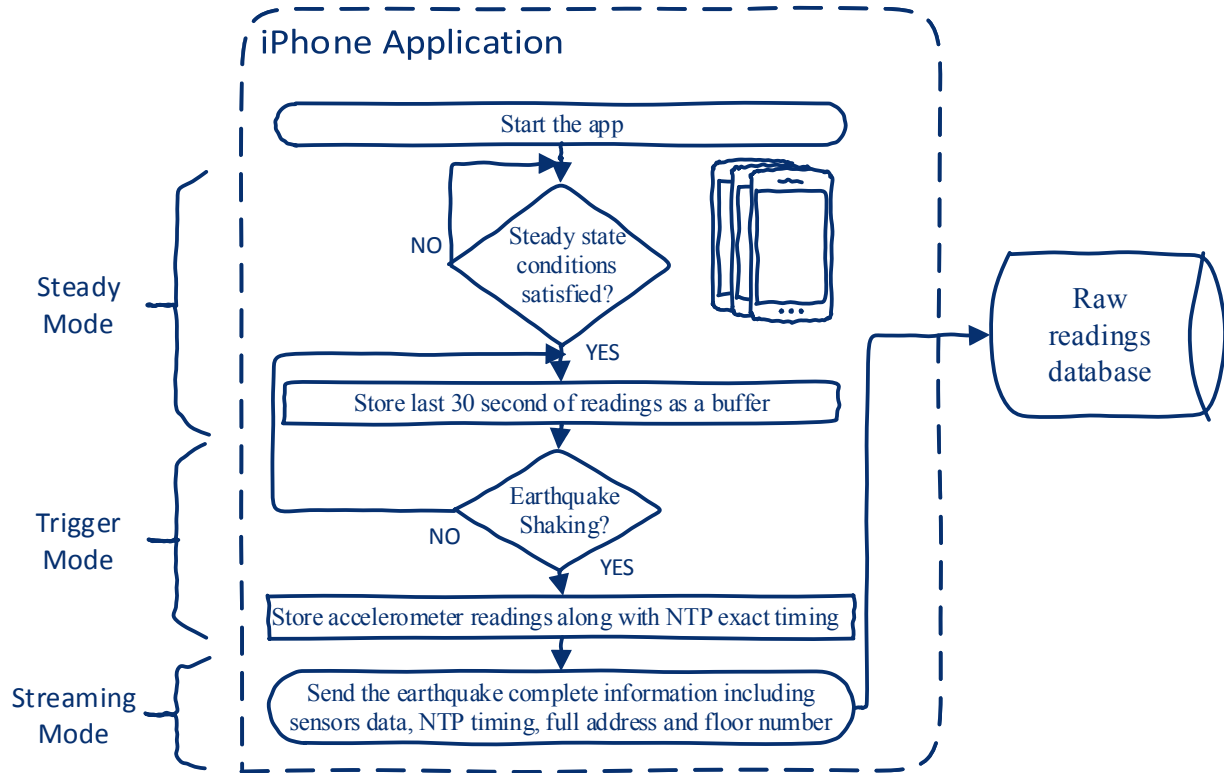 iPhone Application
Start the app
NO
Steady state
conditions
satisfied?
YES
Steady
Mode
Raw
readings
database
Store last 30 second of readings as a buffer
Earthquake
Shaking?
NO
YES
Trigger
Mode
Store accelerometer readings along with NTP exact timing
Streaming
Mode
Send the earthquake complete information including
sensors data, NTP timing, full address and floor number